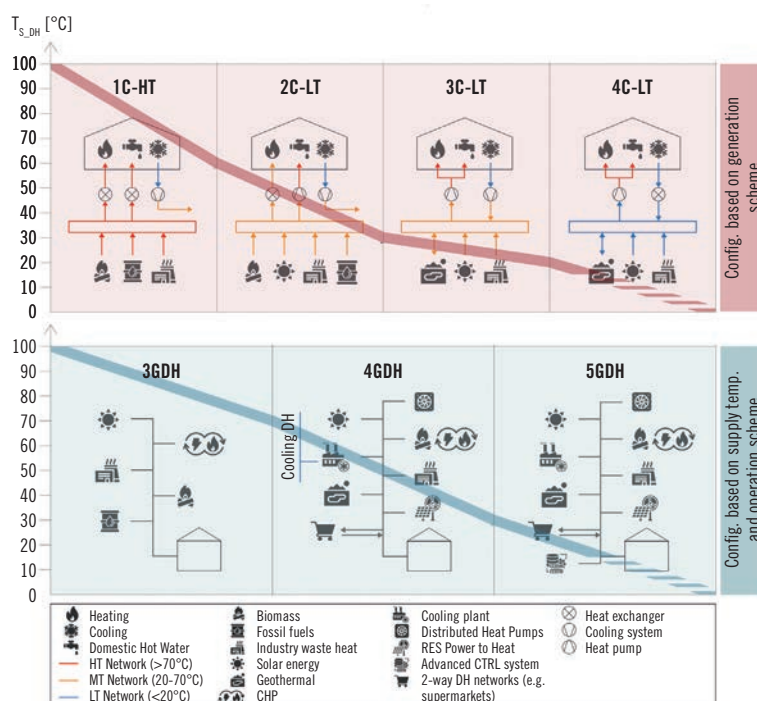 T_S_DH [°C]
100
90
80
70
60
50
40
30
20
10
0
1C-HT
2C-LT
3C-LT
4C-LT
Config. based on generation
scheme
100
90
80
70
60
50
40
30
20
10
0
3GDH
4GDH
5GDH
Cooling DH
Config. based on supply temp.
and operation scheme
Heating
Cooling
Domestic Hot Water
HT Network (>70°C)
MT Network (20-70°C)
LT Network (<20°C)
Biomass
Fossil fuels
Industry waste heat
Solar energy
Geothermal
CHP
Cooling plant
Distributed Heat Pumps
RES Power to Heat
Advanced CTRL system
2-way DH networks (e.g.
supermarkets)
Heat exchanger
Cooling system
Heat pump